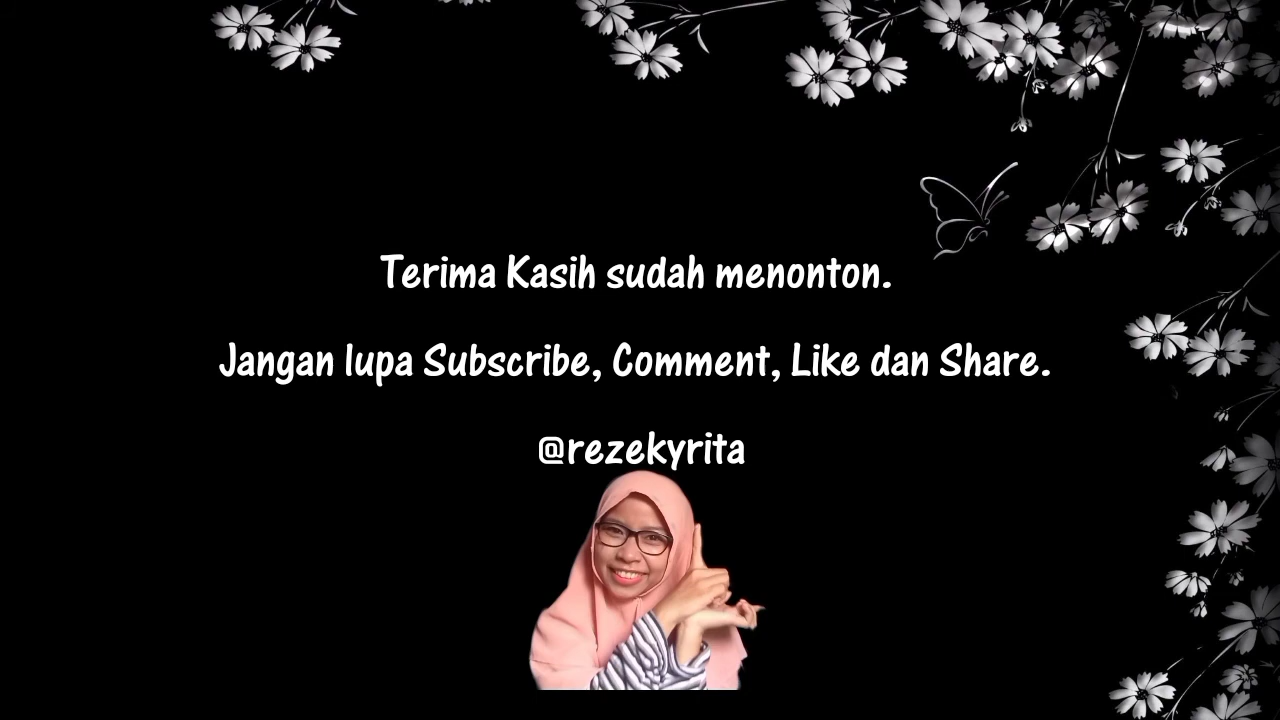 Terima Kasih sudah menonton.
Jangan lupa Subscribe, Comment, Like dan Share.
@rezekyrita